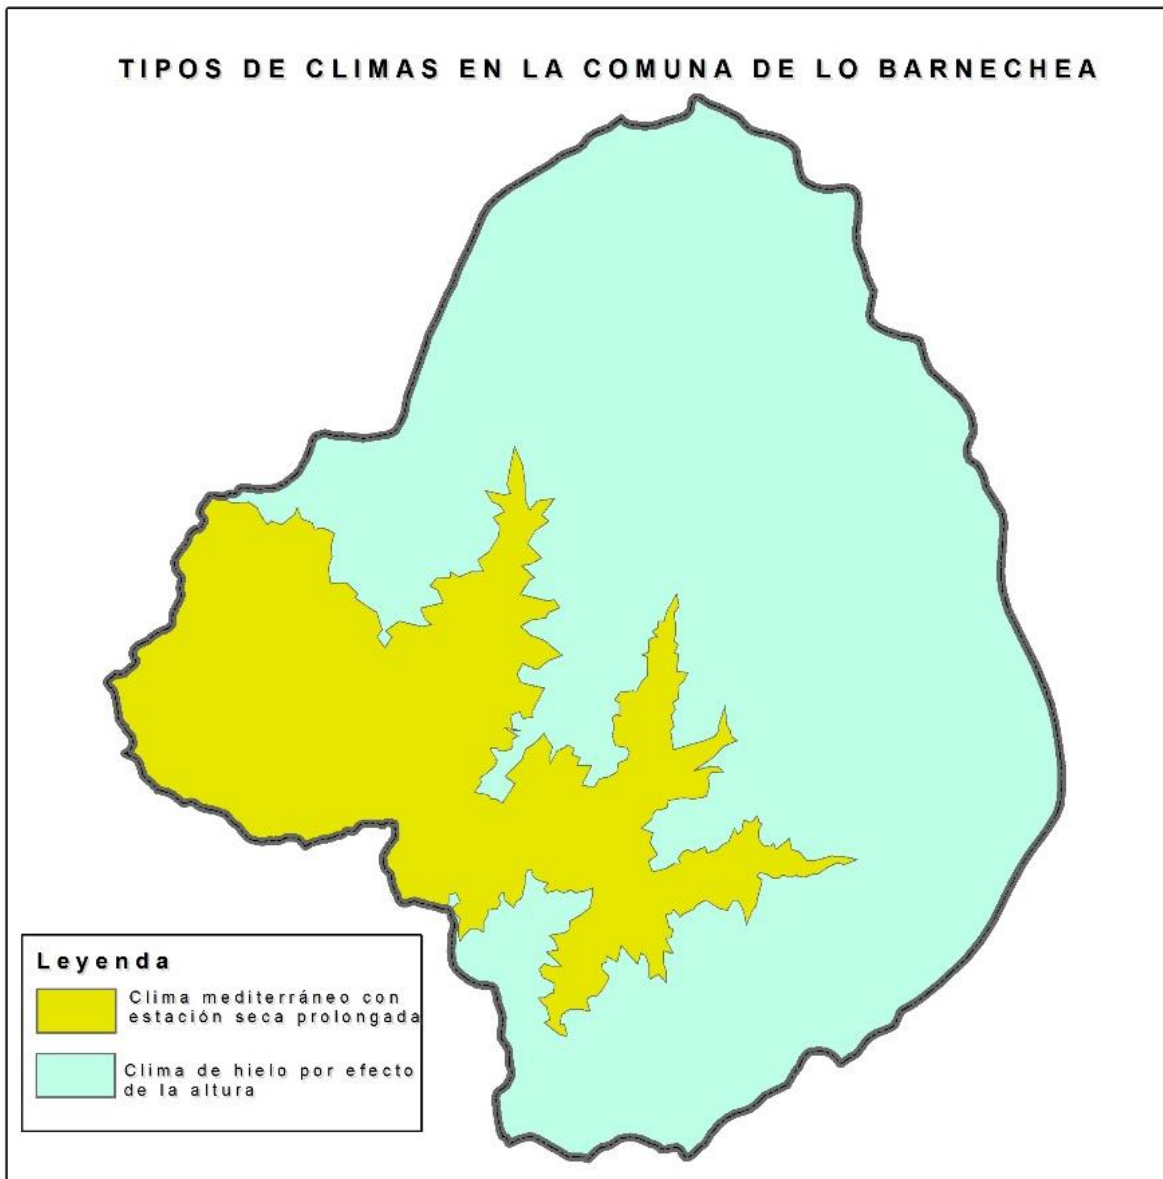 TIPOS DE CLIMAS EN LA COMUNA DE LO BARNECHEA
Leyenda
Clima mediterráneo con
estación seca prolongada
Clima de hielo por efecto
de la altura